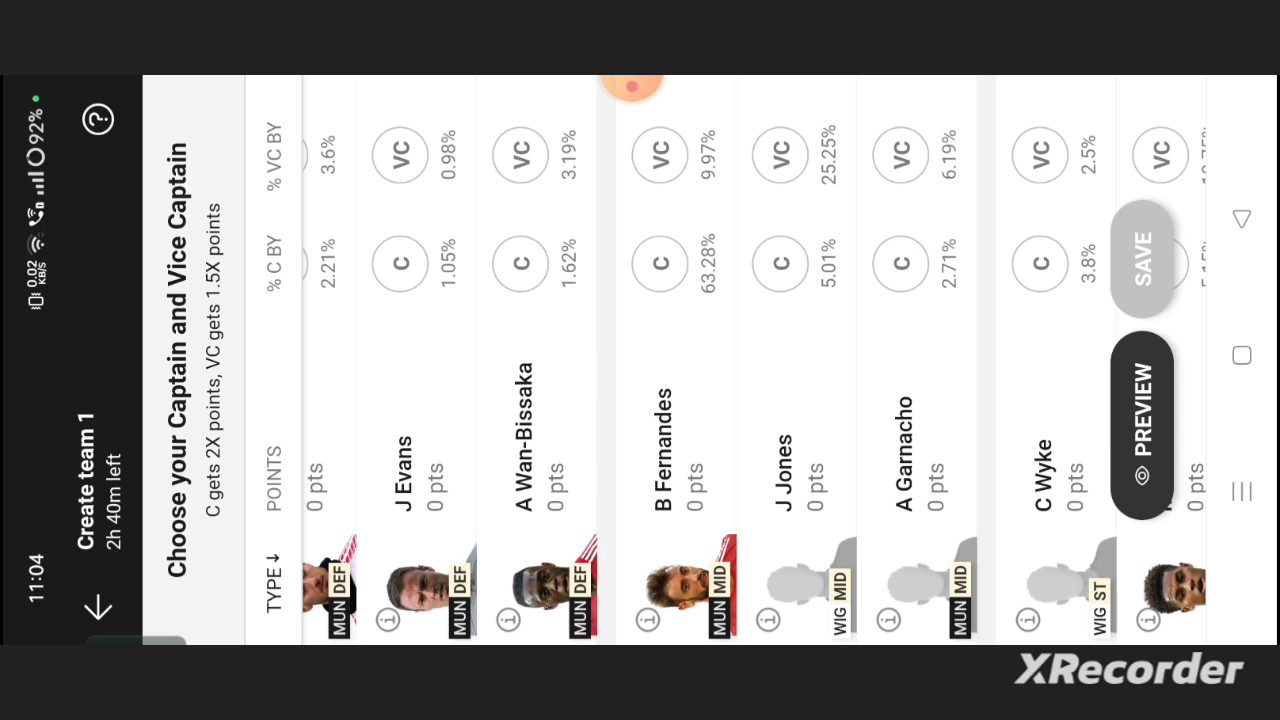 11:04
0.02 KB/S
92%
Create team 1
2h 40m left
?
Choose your Captain and Vice Captain
C gets 2X points, VC gets 1.5X points
TYPE ↓ POINTS % C BY % VC BY
MUN DEF
0 pts 2.21% 3.6%
J Evans
MUN DEF
0 pts
C 1.05%
VC 0.98%
A Wan-Bissaka
MUN DEF
0 pts
C 1.62%
VC 3.19%
B Fernandes
MUN MID
0 pts
C 63.28%
VC 9.97%
J Jones
WIG MID
0 pts
C 5.01%
VC 25.25%
A Garnacho
MUN MID
0 pts
C 2.71%
VC 6.19%
C Wyke
WIG ST
0 pts
C 3.8%
VC 2.5%
0 pts
VC
PREVIEW
SAVE
XRecorder